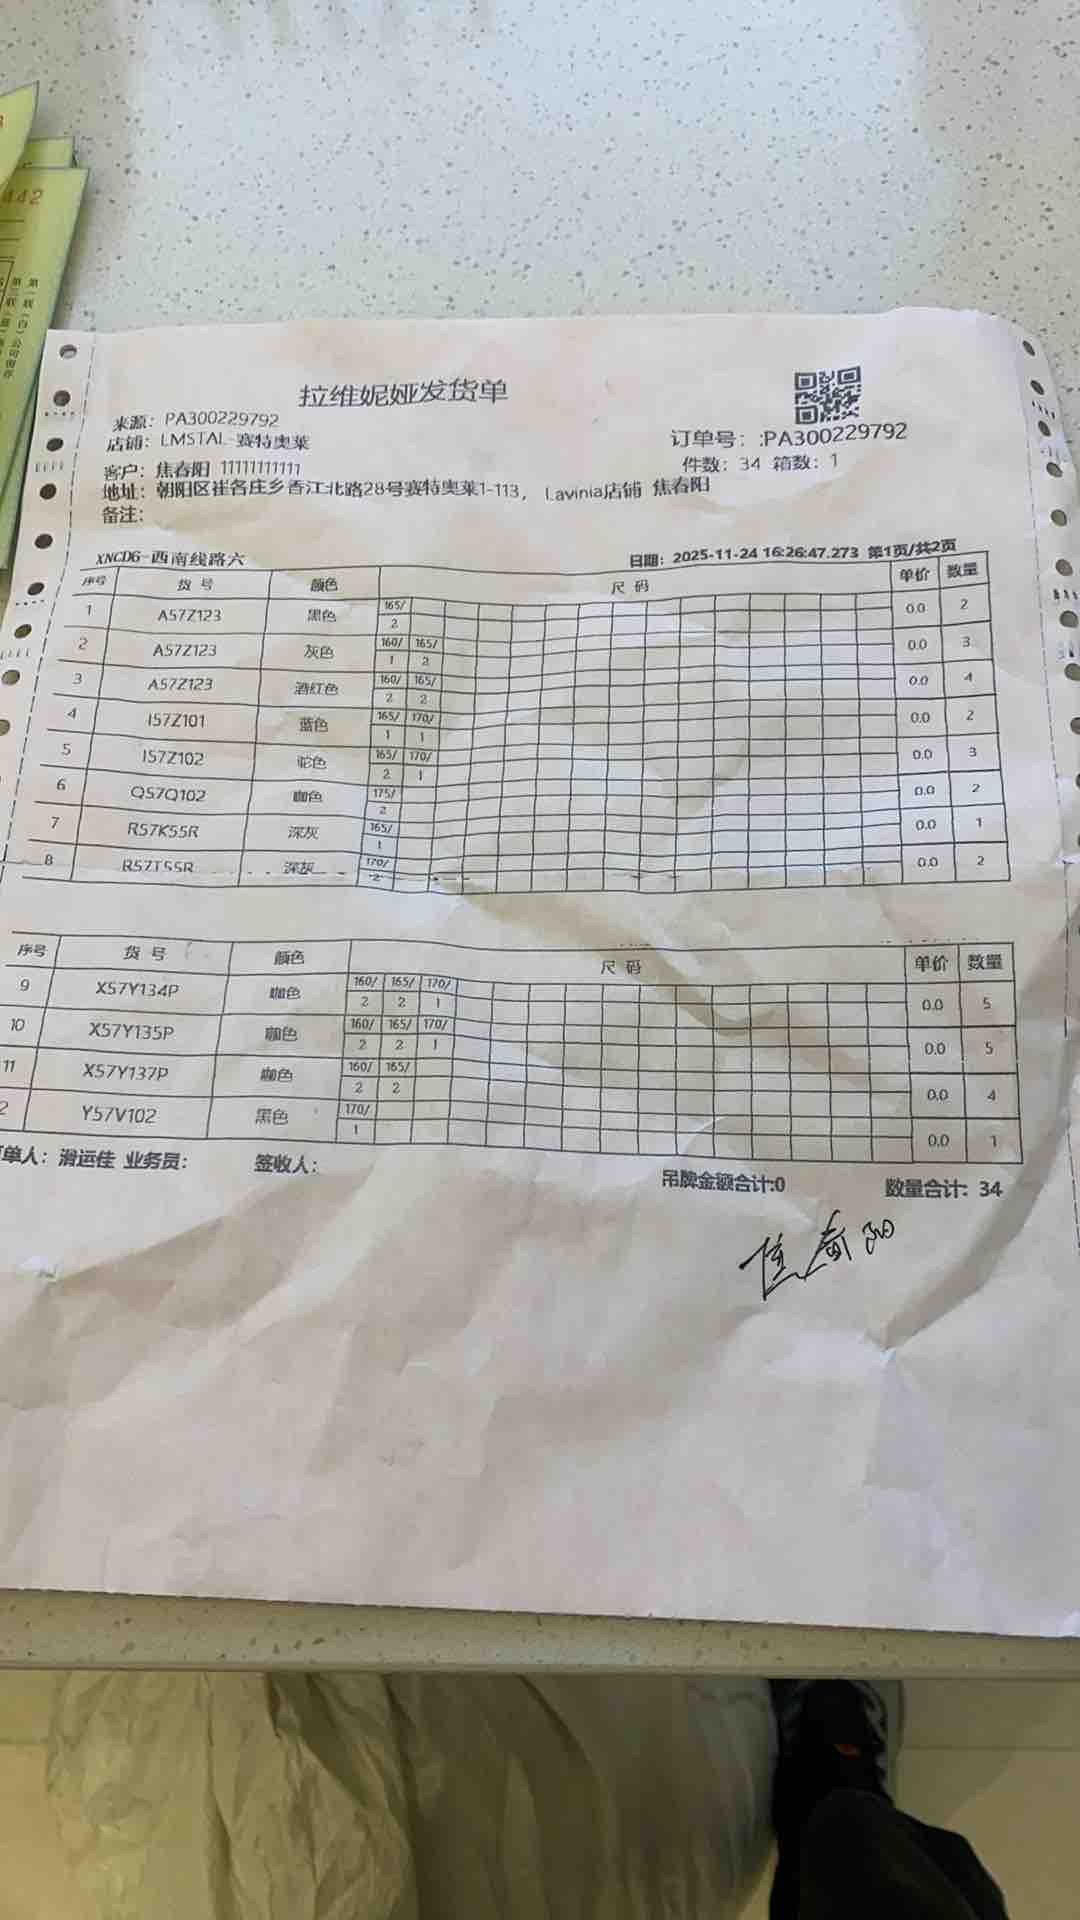 442
第一联（白）公司留存
拉维妮娅发货单
来源：PA300229792
店铺：LMSTAL-赛特奥莱
订单号：:PA300229792
客户：焦春阳 11111111111
件数：34 箱数：1
地址：朝阳区崔各庄乡香江北路28号赛特奥莱1-113，Lavinia店铺 焦春阳
备注：
XNCD6-西南线路六
日期：2025-11-24 16:26:47.273 第1页/共2页
序号 货号 颜色 尺码 单价 数量
1 A57Z123 黑色 165/ 0.0 2
2
2 A57Z123 灰色 160/ 165/ 0.0 3
1 2
3 A57Z123 酒红色 160/ 165/ 0.0 4
2 2
4 I57Z101 蓝色 165/ 170/ 0.0 2
1 1
5 I57Z102 驼色 165/ 170/ 0.0 3
2 1
6 Q57Q102 咖色 175/ 0.0 2
2
7 R57K55R 深灰 165/ 0.0 1
1
8 R57T55R 深灰 170/ 0.0 2
2
序号 货号 颜色 尺码 单价 数量
9 X57Y134P 咖色 160/ 165/ 170/ 0.0 5
2 2 1
10 X57Y135P 咖色 160/ 165/ 170/ 0.0 5
2 2 1
11 X57Y137P 咖色 160/ 165/ 0.0 4
2 2
2 Y57V102 黑色 170/ 0.0 1
1
单人：滑运佳 业务员： 签收人： 吊牌金额合计:0 数量合计：34
焦春阳